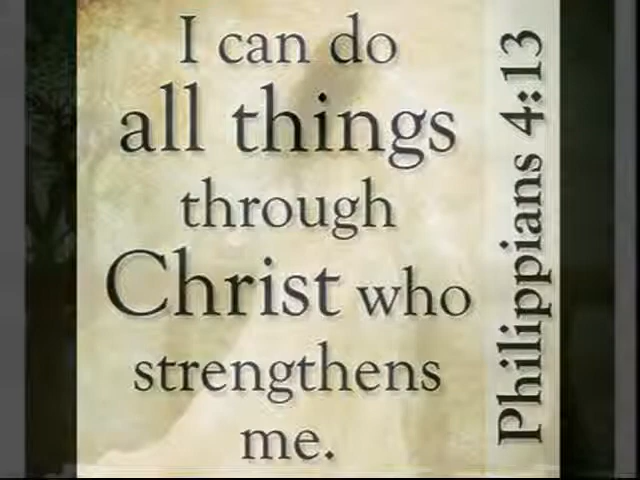 I can do
all things
through
Christ who
strengthens
me.
Philippians 4:13